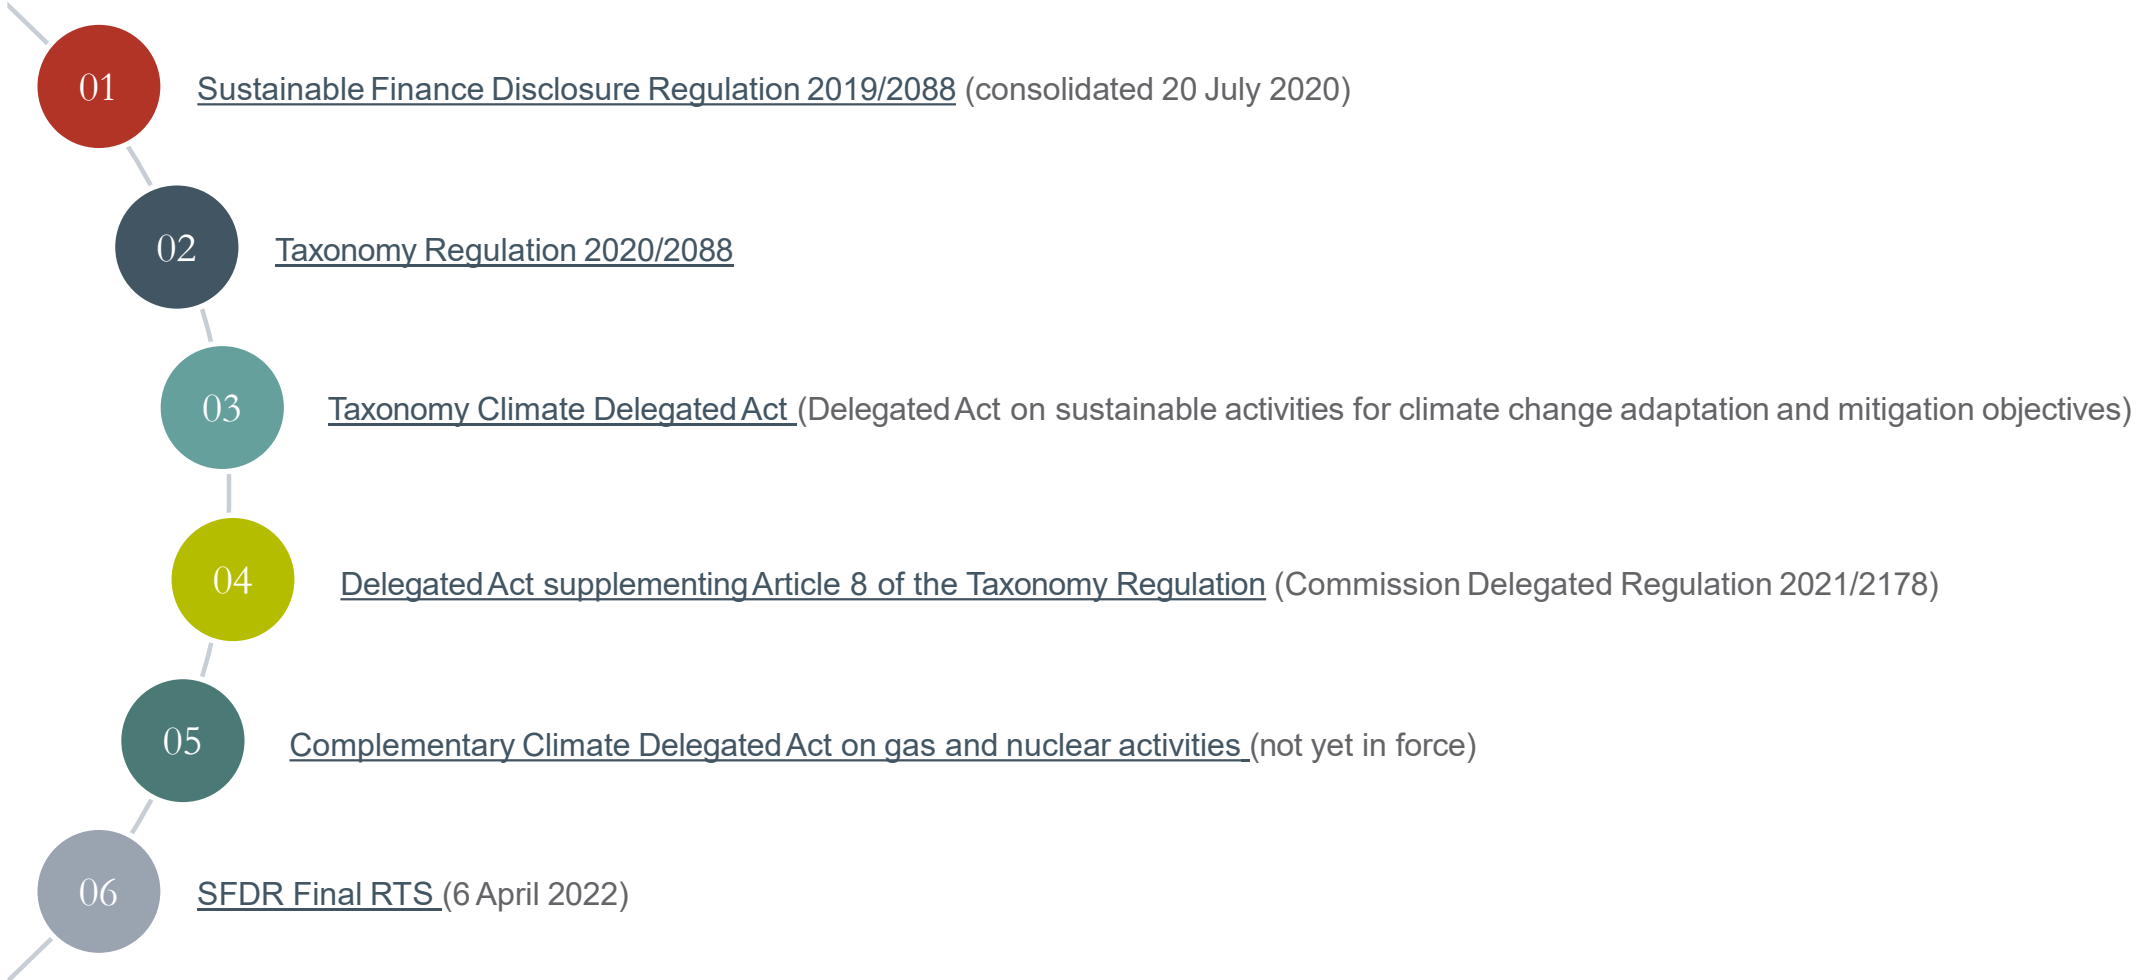 01
Sustainable Finance Disclosure Regulation 2019/2088 (consolidated 20 July 2020)
02
Taxonomy Regulation 2020/2088
03
Taxonomy Climate Delegated Act (Delegated Act on sustainable activities for climate change adaptation and mitigation objectives)
04
Delegated Act supplementing Article 8 of the Taxonomy Regulation (Commission Delegated Regulation 2021/2178)
05
Complementary Climate Delegated Act on gas and nuclear activities (not yet in force)
06
SFDR Final RTS (6 April 2022)